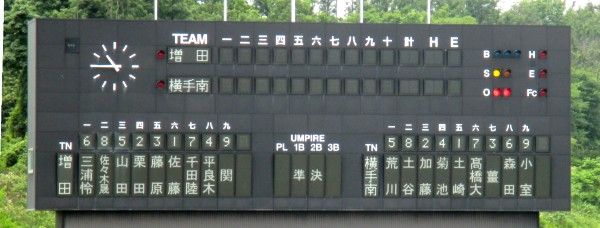 TEAM 一 二 三 四 五 六 七 八 九 十 計 H E
増田
横手南
B H
S E
O Fc
一 二 三 四 五 六 七 八 九
6 8 5 2 3 1 7 4 9
TN 増田 三浦怜 佐々木晟 山田 栗田 藤原 佐藤 千田陸 平良木 関
UMPIRE
PL 1B 2B 3B
準決
一 二 三 四 五 六 七 八 九
5 8 2 4 1 3 7 6 9
TN 横手南 荒川 土谷 加藤 菊池 土崎 高橋大 畠 森田 小室